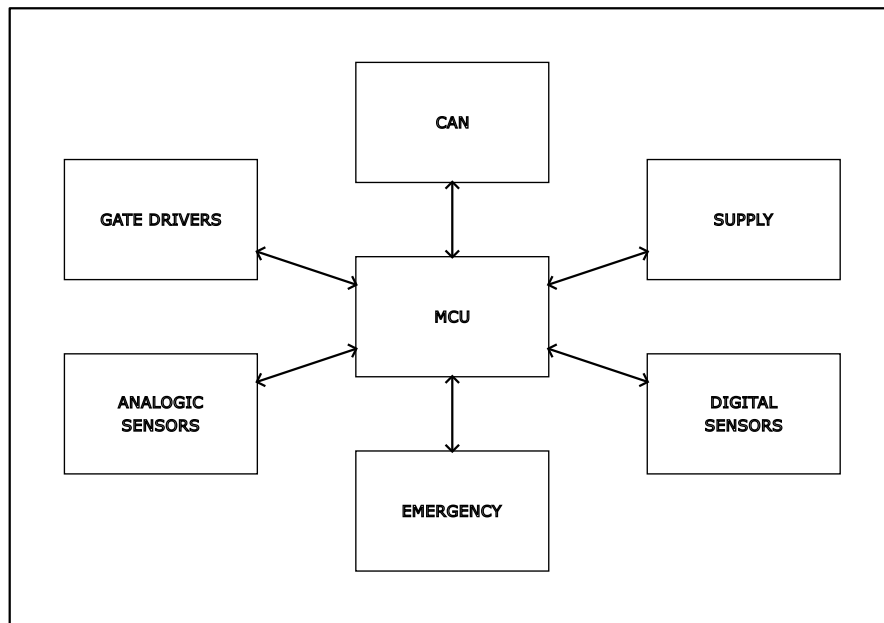 CAN
GATE DRIVERS
SUPPLY
MCU
ANALOGIC
SENSORS
DIGITAL
SENSORS
EMERGENCY